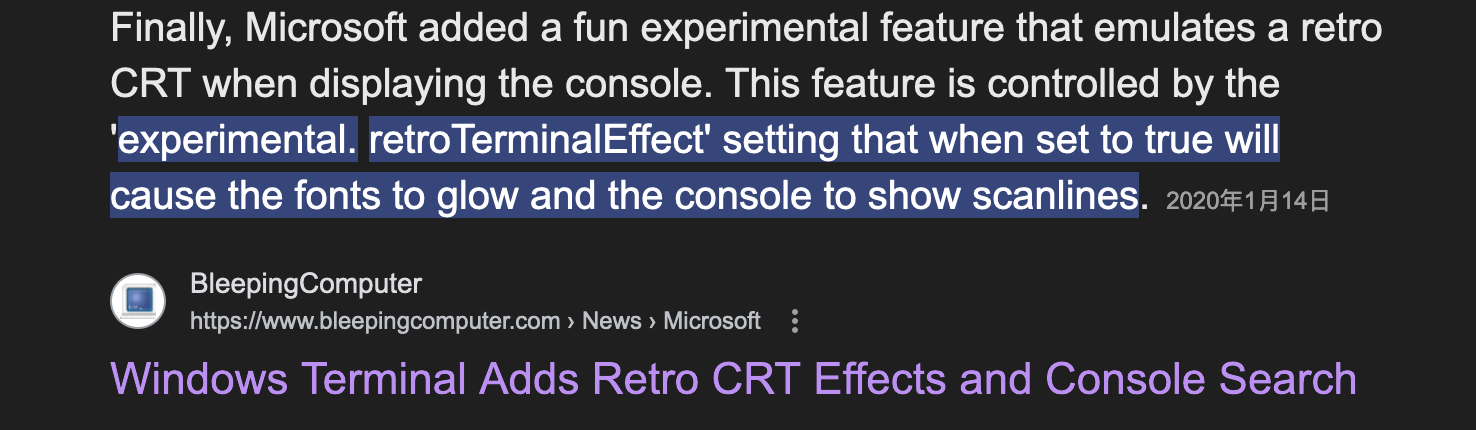 Finally, Microsoft added a fun experimental feature that emulates a retro
CRT when displaying the console. This feature is controlled by the
'experimental. retroTerminalEffect' setting that when set to true will
cause the fonts to glow and the console to show scanlines. 2020年1月14日
BleepingComputer
https://www.bleepingcomputer.com › News › Microsoft
Windows Terminal Adds Retro CRT Effects and Console Search